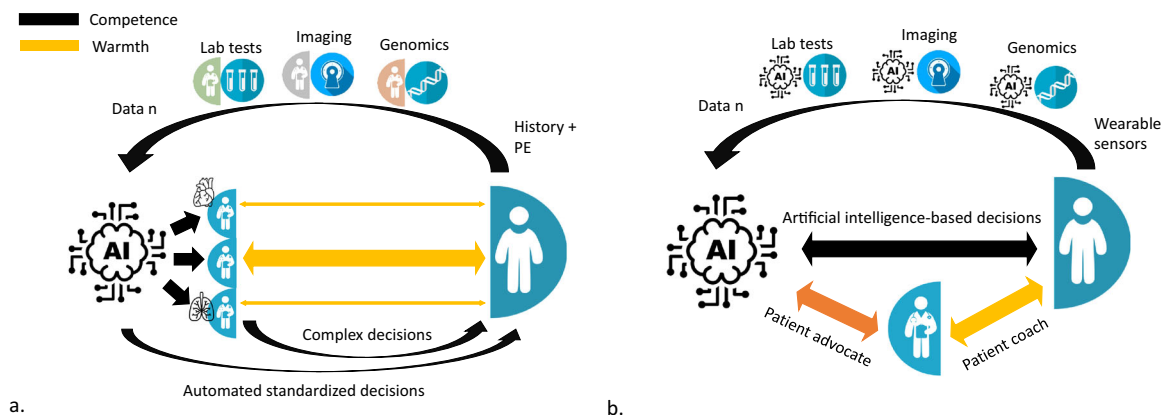 Competence
Warmth
Lab tests
Imaging
Genomics
Data n
History +
PE
AI
Complex decisions
Automated standardized decisions
a.
Lab tests
Imaging
Genomics
AI
AI
AI
Data n
Wearable
sensors
AI
Artificial intelligence-based decisions
Patient advocate
Patient coach
b.